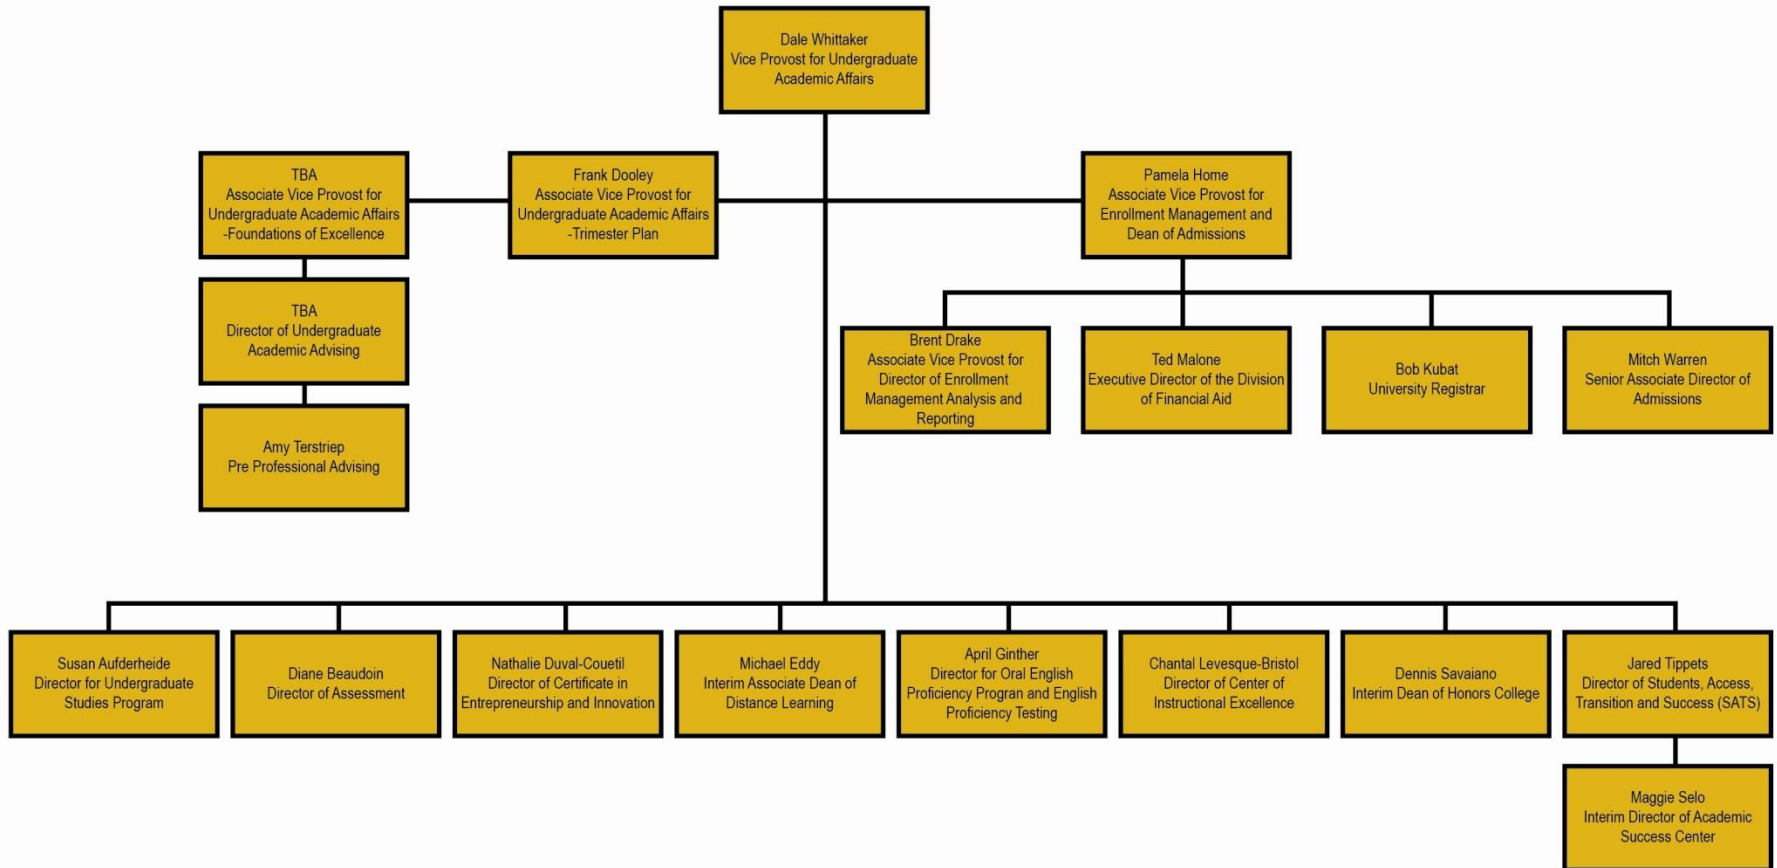 Dale Whittaker
Vice Provost for Undergraduate
Academic Affairs
TBA
Associate Vice Provost for
Undergraduate Academic Affairs
-Foundations of Excellence
Frank Dooley
Associate Vice Provost for
Undergraduate Academic Affairs
-Trimester Plan
Pamela Home
Associate Vice Provost for
Enrollment Management and
Dean of Admissions
TBA
Director of Undergraduate
Academic Advising
Brent Drake
Associate Vice Provost for
Director of Enrollment
Management Analysis and
Reporting
Ted Malone
Executive Director of the Division
of Financial Aid
Bob Kubat
University Registrar
Mitch Warren
Senior Associate Director of
Admissions
Amy Terstriep
Pre Professional Advising
Susan Aufderheide
Director for Undergraduate
Studies Program
Diane Beaudoin
Director of Assessment
Nathalie Duval-Couetil
Director of Certificate in
Entrepreneurship and Innovation
Michael Eddy
Interim Associate Dean of
Distance Learning
April Ginther
Director for Oral English
Proficiency Progran and English
Proficiency Testing
Chantal Levesque-Bristol
Director of Center of
Instructional Excellence
Dennis Savaiano
Interim Dean of Honors College
Jared Tippets
Director of Students, Access,
Transition and Success (SATS)
Maggie Selo
Interim Director of Academic
Success Center